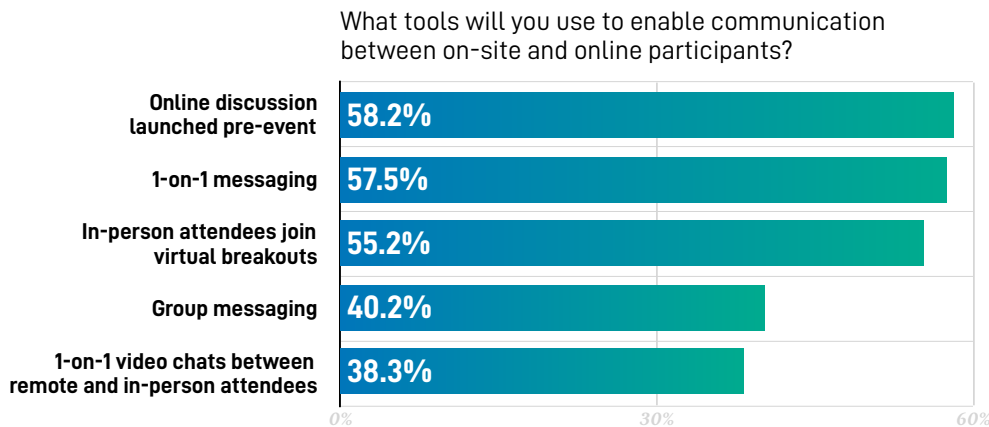 What tools will you use to enable communication
between on-site and online participants?
Online discussion
launched pre-event
58.2%
1-on-1 messaging
57.5%
In-person attendees join
virtual breakouts
55.2%
Group messaging
40.2%
1-on-1 video chats between
remote and in-person attendees
38.3%
0%
30%
60%